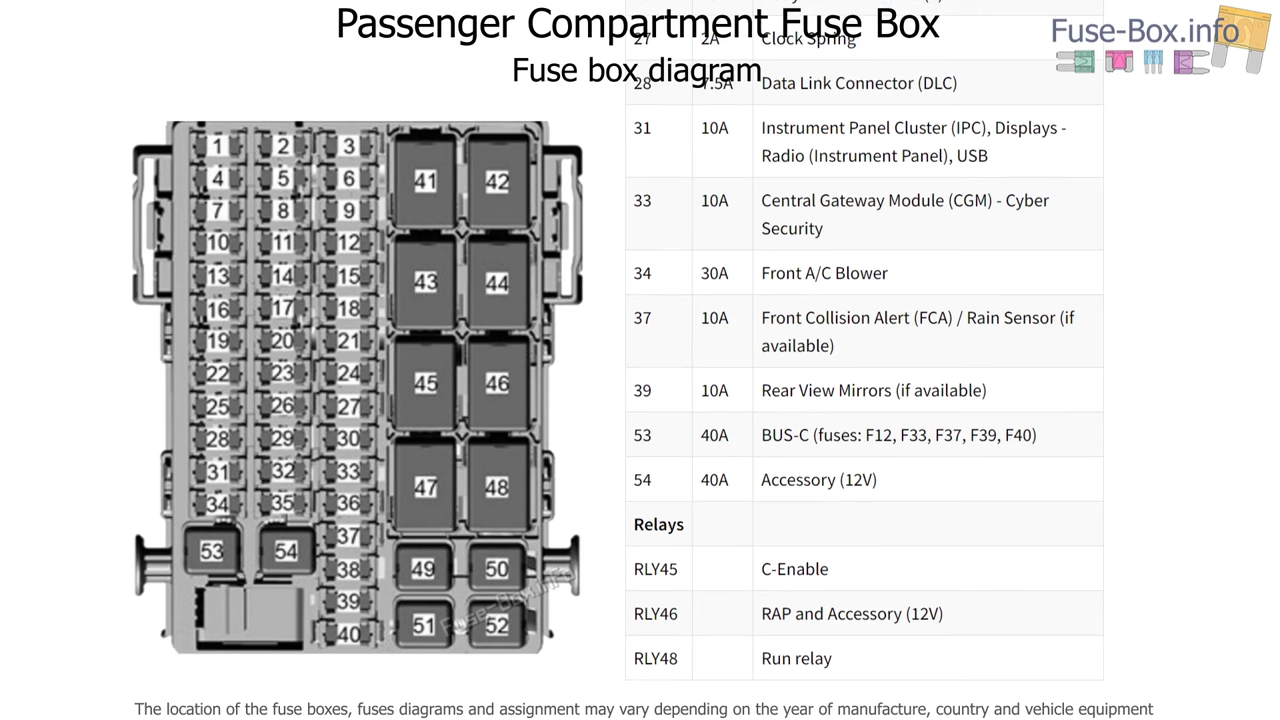 Passenger Compartment Fuse Box
Fuse box diagram
Fuse-Box.info
27 2A Clock Spring
28 7.5A Data Link Connector (DLC)
31 10A Instrument Panel Cluster (IPC), Displays -
Radio (Instrument Panel), USB
33 10A Central Gateway Module (CGM) - Cyber
Security
34 30A Front A/C Blower
37 10A Front Collision Alert (FCA) / Rain Sensor (if
available)
39 10A Rear View Mirrors (if available)
53 40A BUS-C (fuses: F12, F33, F37, F39, F40)
54 40A Accessory (12V)
Relays
RLY45 C-Enable
RLY46 RAP and Accessory (12V)
RLY48 Run relay
1 2 3
4 5 6
7 8 9
10 11 12
13 14 15
16 17 18
19 20 21
22 23 24
25 26 27
28 29 30
31 32 33
34 35 36
37
38
39
40
41 42
43 44
45 46
47 48
49 50
51 52
53 54
Fuse-Box.info
The location of the fuse boxes, fuses diagrams and assignment may vary depending on the year of manufacture, country and vehicle equipment